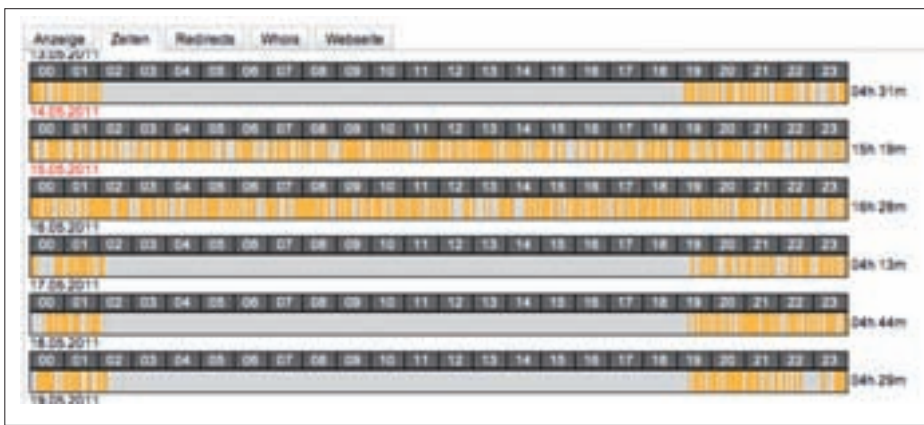 Anzeige Zeiten Redirects Whois Webseite
13.05.2011
00 01 02 03 04 05 06 07 08 09 10 11 12 13 14 15 16 17 18 19 20 21 22 23
04h 31m
14.05.2011
00 01 02 03 04 05 06 07 08 09 10 11 12 13 14 15 16 17 18 19 20 21 22 23
15h 19m
15.05.2011
00 01 02 03 04 05 06 07 08 09 10 11 12 13 14 15 16 17 18 19 20 21 22 23
16h 28m
16.05.2011
00 01 02 03 04 05 06 07 08 09 10 11 12 13 14 15 16 17 18 19 20 21 22 23
04h 13m
17.05.2011
00 01 02 03 04 05 06 07 08 09 10 11 12 13 14 15 16 17 18 19 20 21 22 23
04h 44m
18.05.2011
00 01 02 03 04 05 06 07 08 09 10 11 12 13 14 15 16 17 18 19 20 21 22 23
04h 29m
19.05.2011